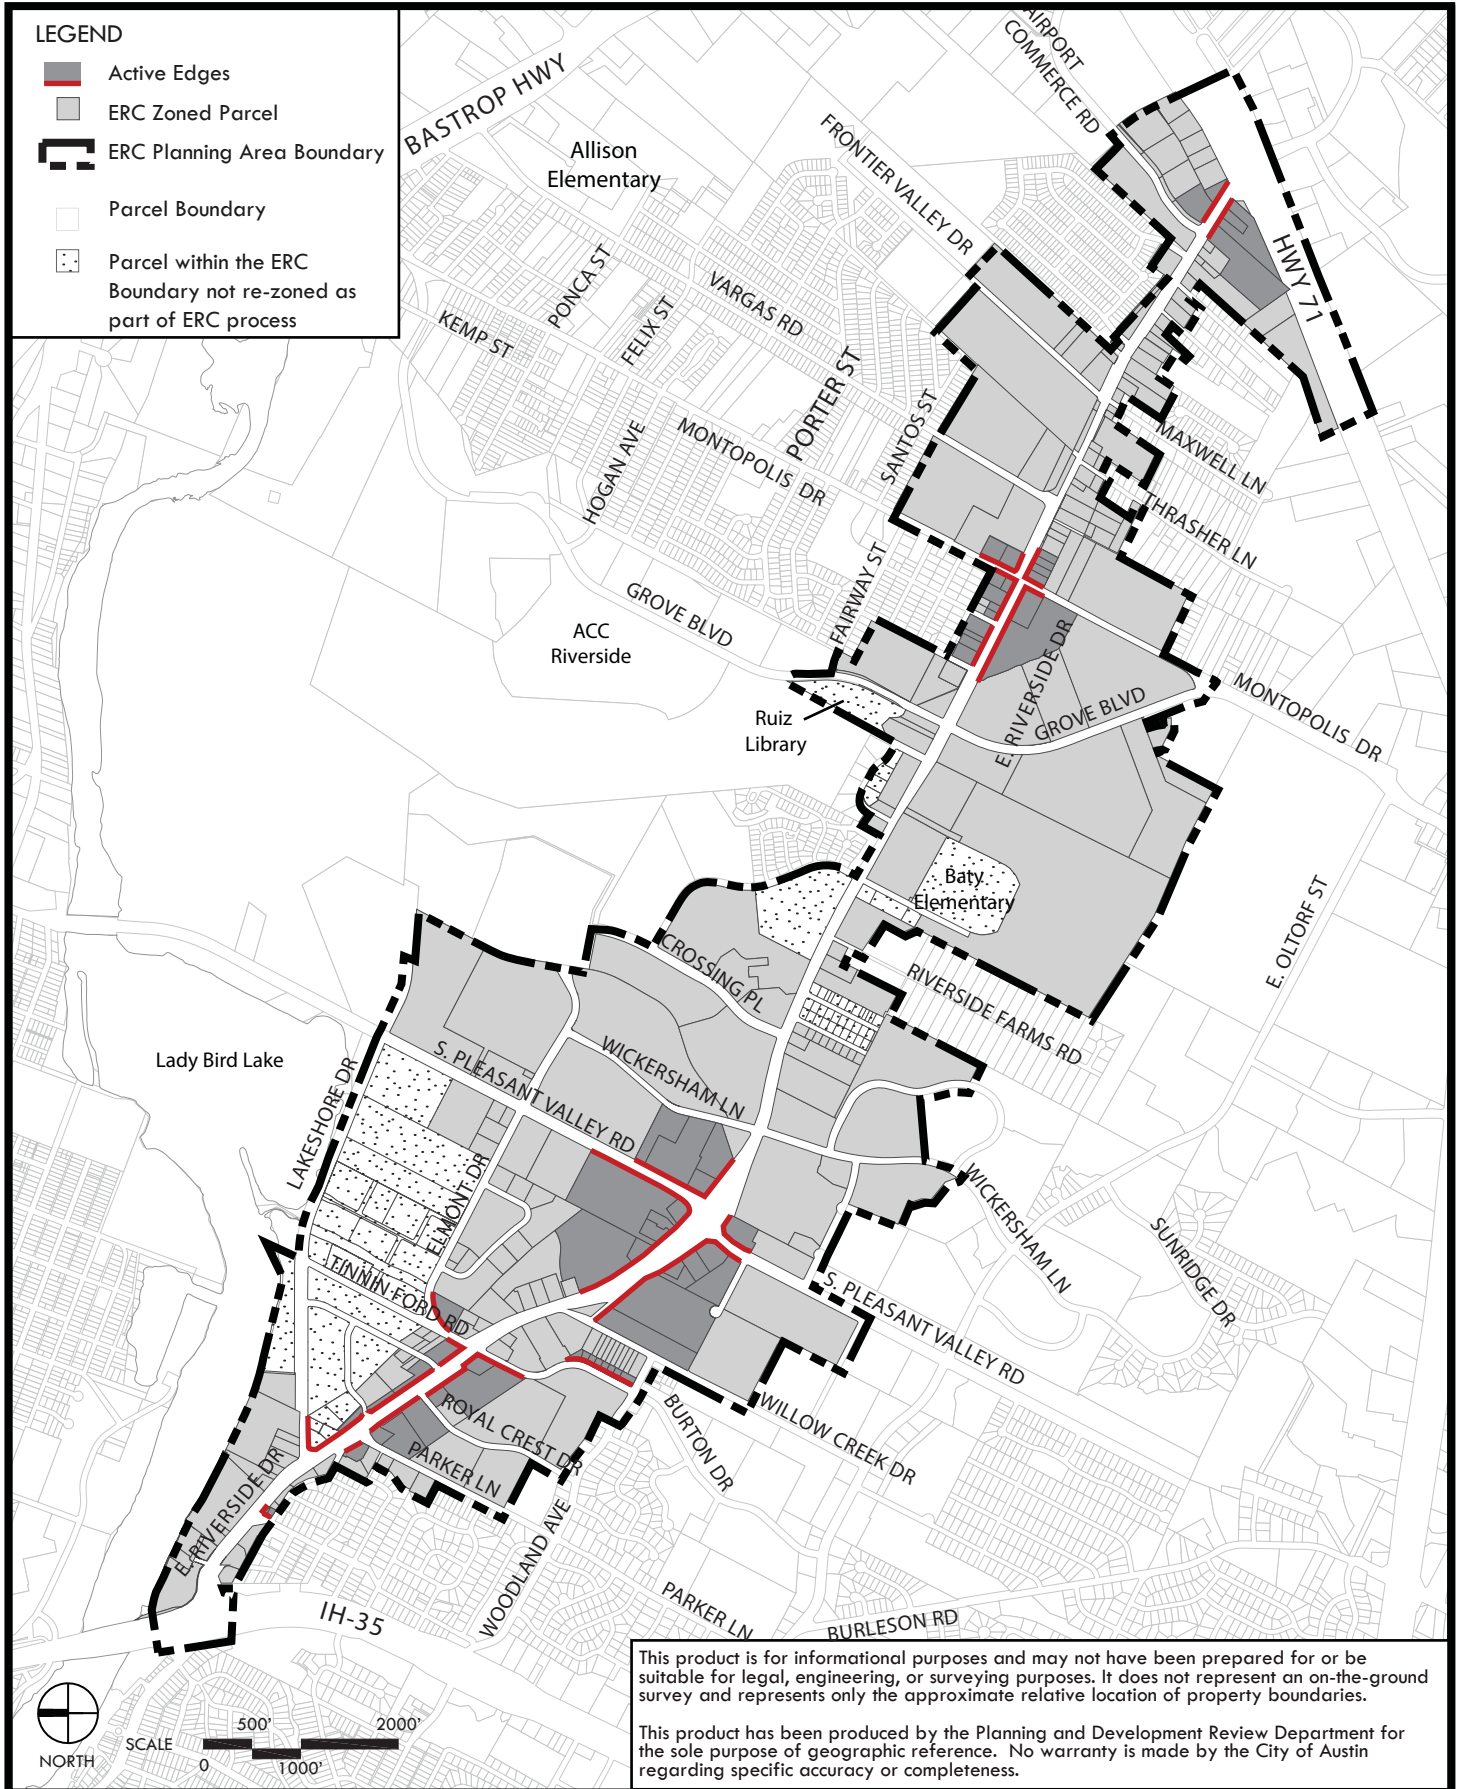 LEGEND
Active Edges
ERC Zoned Parcel
ERC Planning Area Boundary
Parcel Boundary
Parcel within the ERC
Boundary not re-zoned as
part of ERC process
AIRPORT
COMMERCE RD
BASTROP HWY
Allison
Elementary
FRONTIER VALLEY DR
HWY 71
PONCA ST
VARGAS RD
KEMP ST
FELIX ST
PORTER ST
SANTOS ST
MONTOPOLIS DR
HOGAN AVE
MAXWELL LN
THRASHER LN
FAIRWAY ST
GROVE BLVD
ACC
Riverside
E. RIVERSIDE DR
GROVE BLVD
MONTOPOLIS DR
Ruiz
Library
Baty
Elementary
E. OLTORF ST
CROSSING PL
RIVERSIDE FARMS RD
Lady Bird Lake
LAKESHORE DR
S. PLEASANT VALLEY RD
WICKERSHAM LN
ELMONT DR
WICKERSHAM LN
SUNRIDGE DR
TINNIN FORD RD
S. PLEASANT VALLEY RD
ROYAL CREST DR
BURTON DR
WILLOW CREEK DR
PARKER LN
E. RIVERSIDE DR
WOODLAND AVE
IH-35
PARKER LN
BURLESON RD
NORTH
SCALE
500'
2000'
0
1000'
This product is for informational purposes and may not have been prepared for or be
suitable for legal, engineering, or surveying purposes. It does not represent an on-the-ground
survey and represents only the approximate relative location of property boundaries.
This product has been produced by the Planning and Development Review Department for
the sole purpose of geographic reference. No warranty is made by the City of Austin
regarding specific accuracy or completeness.